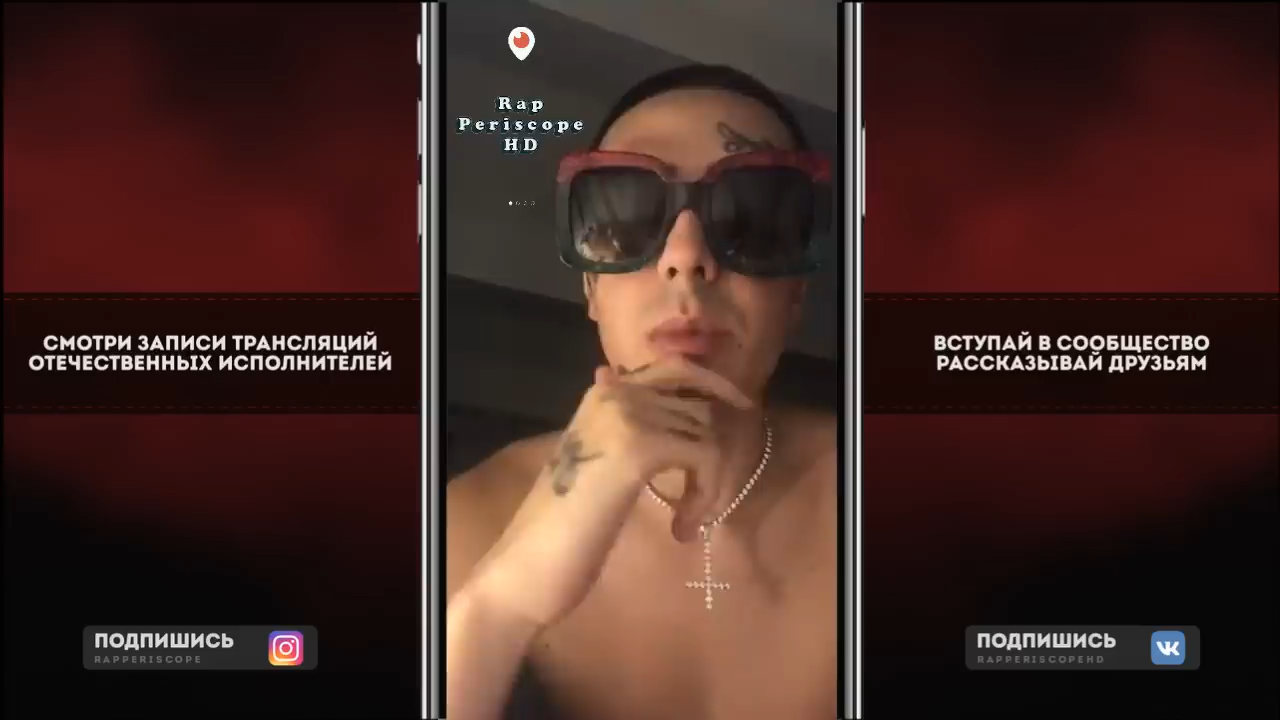 Rap
Periscope
HD
СМОТРИ ЗАПИСИ ТРАНСЛЯЦИЙ
ОТЕЧЕСТВЕННЫХ ИСПОЛНИТЕЛЕЙ
ВСТУПАЙ В СООБЩЕСТВО
РАССКАЗЫВАЙ ДРУЗЬЯМ
ПОДПИШИСЬ
RAPPERISCOPE
ПОДПИШИСЬ
RAPPERISCOPEHD